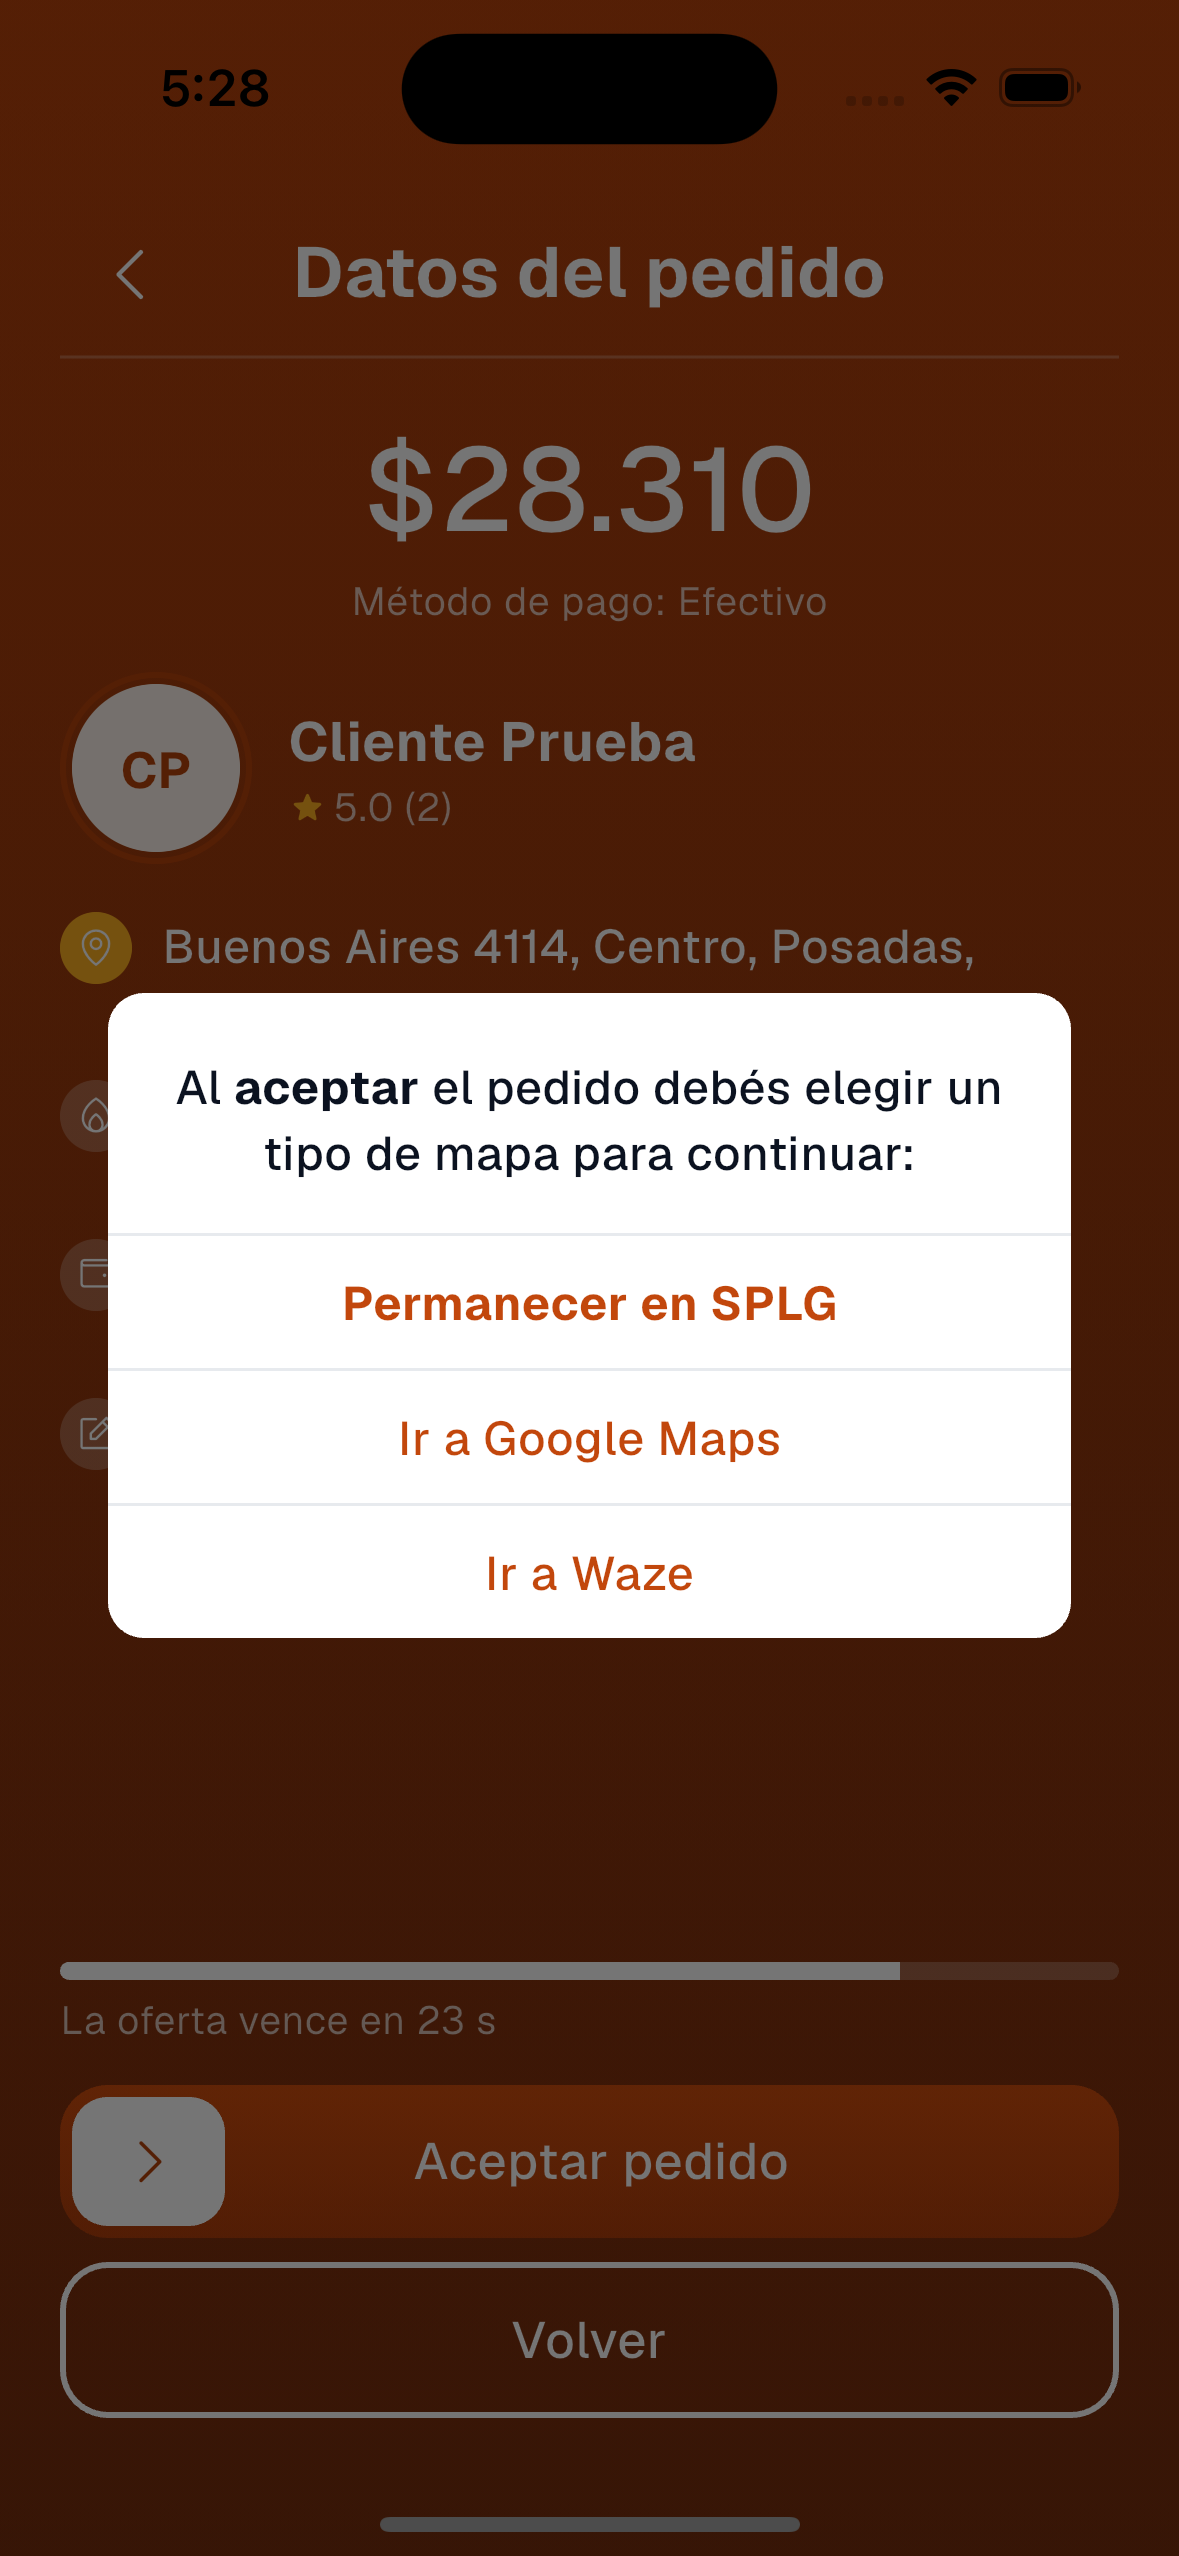 5:28
Datos del pedido
$28.310
Método de pago: Efectivo
CP
Cliente Prueba
5.0 (2)
Buenos Aires 4114, Centro, Posadas,
Al aceptar el pedido debés elegir un
tipo de mapa para continuar:
Permanecer en SPLG
Ir a Google Maps
Ir a Waze
La oferta vence en 23 s
Aceptar pedido
Volver